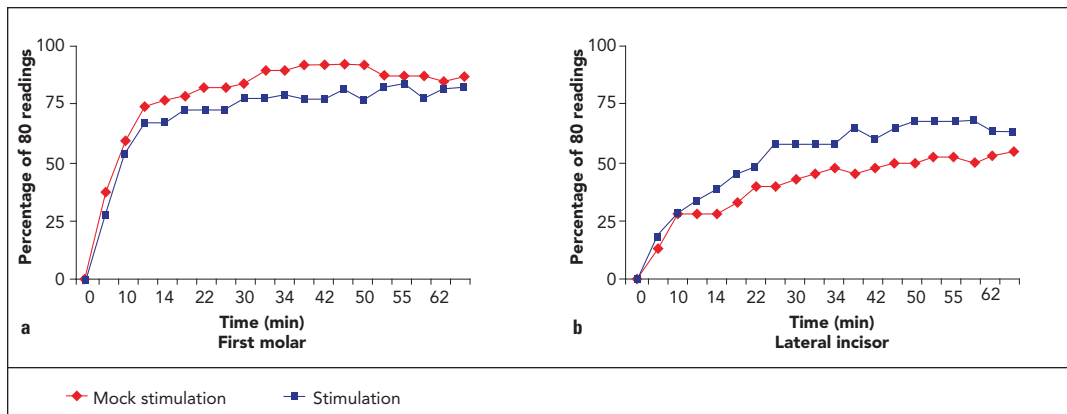 Percentage of 80 readings
100
75
50
25
0
0 10 14 22 30 34 42 50 55 62
Time (min)
First molar
a
Percentage of 80 readings
100
75
50
25
0
0 10 14 22 30 34 42 50 55 62
Time (min)
Lateral incisor
b
Mock stimulation
Stimulation